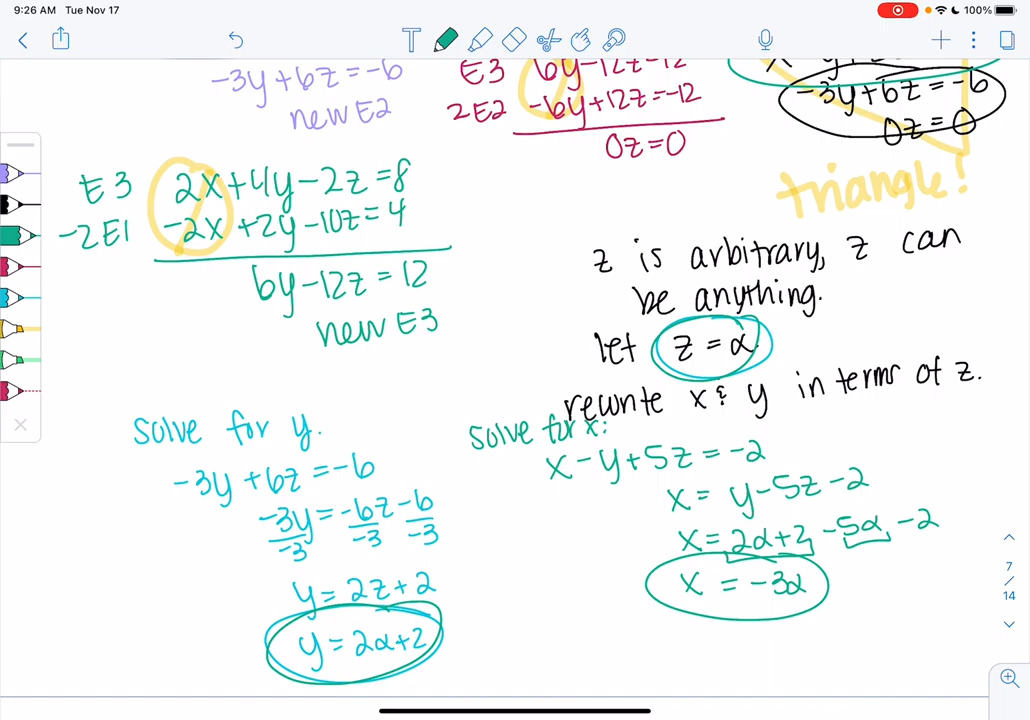 9:26 AM Tue Nov 17
100%
-3y+6z=-6
new E2
E3 6y-12z=12
2E2 -6y+12z=-12
0z=0
-3y+6z=-6
0z=0
triangle!
E3 2x+4y-2z=8
-2E1 -2x+2y-10z=4
6y-12z=12
new E3
z is arbitrary, z can
be anything.
let z=α
rewrite x & y in terms of z.
solve for y.
-3y+6z=-6
-3y/-3 = -6z/-3 -6/-3
y=2z+2
y=2α+2
solve for x:
x-y+5z=-2
x=y-5z-2
x=2α+2-5α-2
x=-3α
7
14